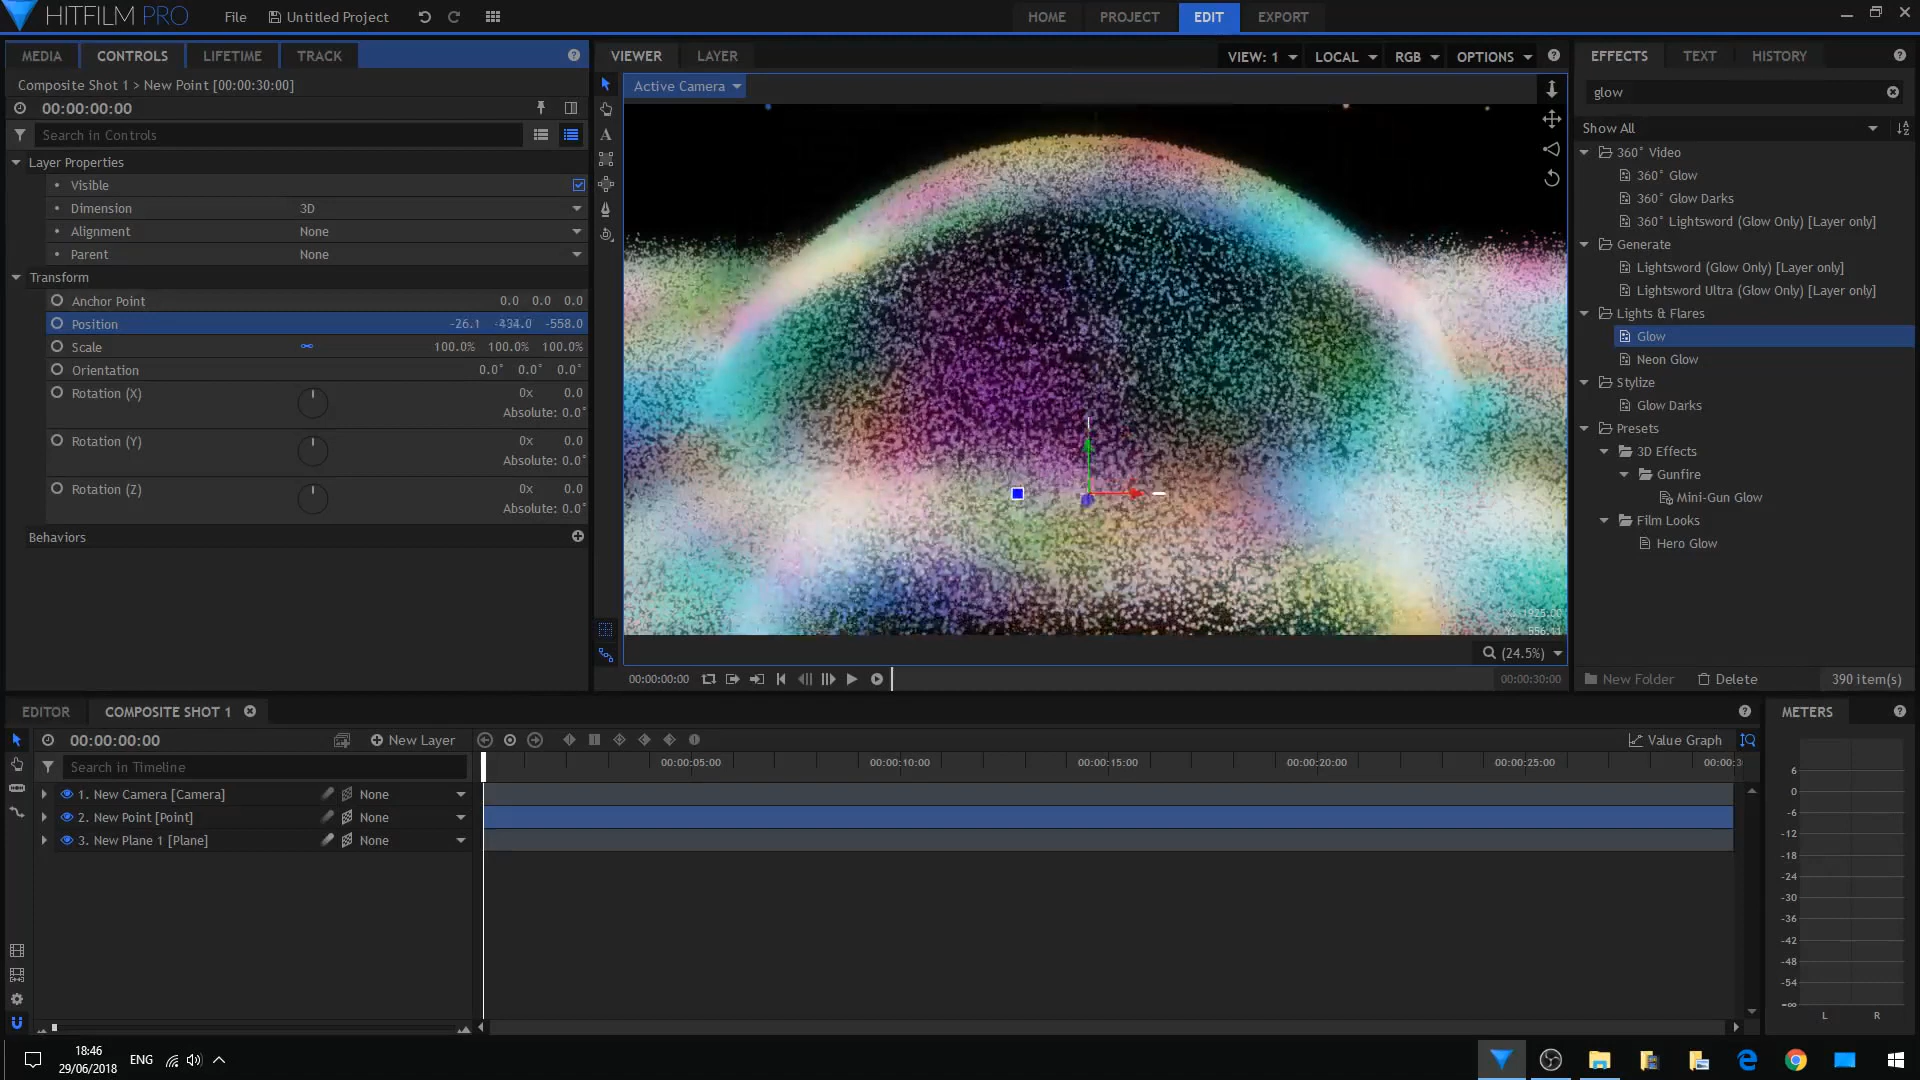 HITFILM PRO
File
Untitled Project
HOME
PROJECT
EDIT
EXPORT
MEDIA
CONTROLS
LIFETIME
TRACK
Composite Shot 1 > New Point [00:00:30:00]
00:00:00:00
Search in Controls
Layer Properties
Visible
Dimension 3D
Alignment None
Parent None
Transform
Anchor Point 0.0 0.0 0.0
Position -26.1 -434.0 -558.0
Scale 100.0% 100.0% 100.0%
Orientation 0.0° 0.0° 0.0°
Rotation (X) 0x 0.0
Absolute: 0.0°
Rotation (Y) 0x 0.0
Absolute: 0.0°
Rotation (Z) 0x 0.0
Absolute: 0.0°
Behaviors
VIEWER
LAYER
VIEW: 1
LOCAL
RGB
OPTIONS
Active Camera
(24.5%)
00:00:00:00
00:00:30:00
EFFECTS
TEXT
HISTORY
glow
Show All
360° Video
360° Glow
360° Glow Darks
360° Lightsword (Glow Only) [Layer only]
Generate
Lightsword (Glow Only) [Layer only]
Lightsword Ultra (Glow Only) [Layer only]
Lights & Flares
Glow
Neon Glow
Stylize
Glow Darks
Presets
3D Effects
Gunfire
Mini-Gun Glow
Film Looks
Hero Glow
New Folder
Delete
390 item(s)
EDITOR
COMPOSITE SHOT 1
00:00:00:00
New Layer
Value Graph
Search in Timeline
00:00:05:00
00:00:10:00
00:00:15:00
00:00:20:00
00:00:25:00
00:00:3
1. New Camera [Camera] None
2. New Point [Point] None
3. New Plane 1 [Plane] None
METERS
6
0
-6
-12
-18
-24
-30
-36
-42
-48
-54
-∞
L R
18:46
29/06/2018
ENG